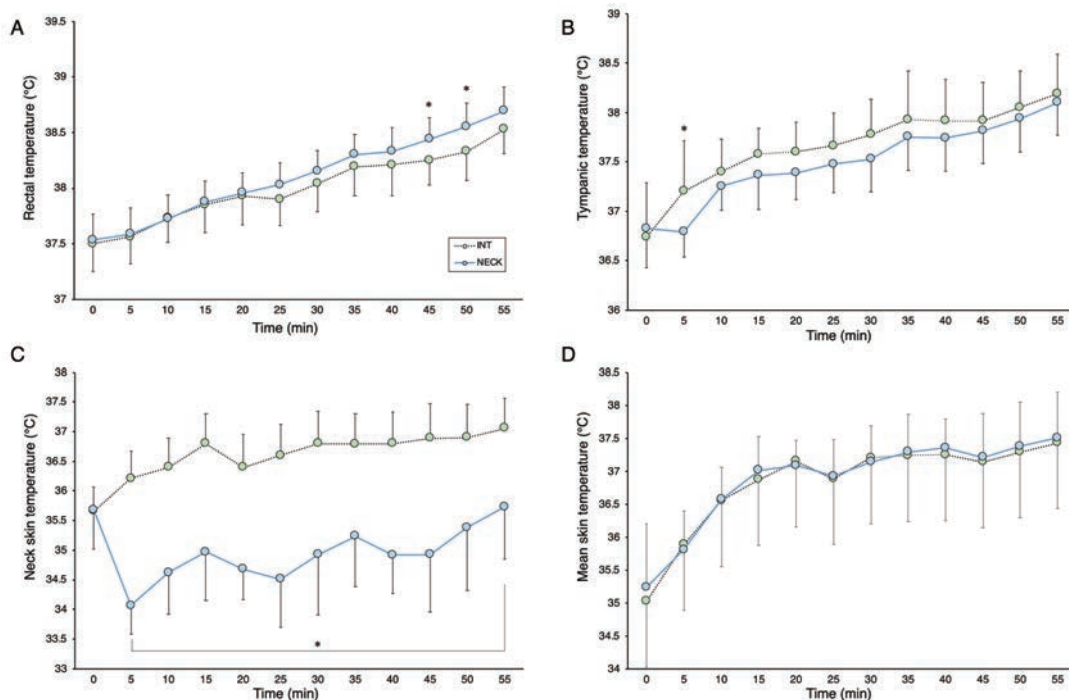 A
Rectal temperature (°C)
39.5
39
38.5
38
37.5
37
* *
INT
NECK
0 5 10 15 20 25 30 35 40 45 50 55
Time (min)
B
Tympanic temperature (°C)
39
38.5
38
37.5
37
36.5
36
*
0 5 10 15 20 25 30 35 40 45 50 55
Time (min)
C
Neck skin temperature (°C)
38
37.5
37
36.5
36
35.5
35
34.5
34
33.5
33
*
0 5 10 15 20 25 30 35 40 45 50 55
Time (min)
D
Mean skin temperature (°C)
38.5
38
37.5
37
36.5
36
35.5
35
34.5
34
0 5 10 15 20 25 30 35 40 45 50 55
Time (min)